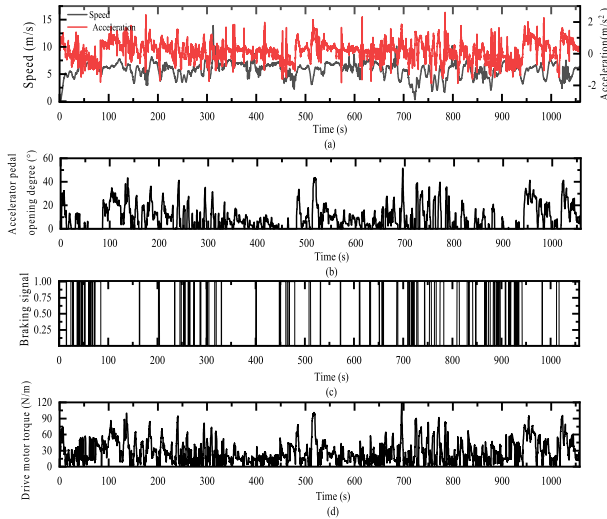 Speed
Acceleration
Speed (m/s)
15
10
5
0
2
0
-2
Acceleration(m/s²)
0 100 200 300 400 500 600 700 800 900 1000
Time (s)
(a)
Accelerator pedal
opening degree (°)
60
40
20
0
0 100 200 300 400 500 600 700 800 900 1000
Time (s)
(b)
Braking signal
1.00
0.75
0.50
0.25
0 100 200 300 400 500 600 700 800 900 1000
Time (s)
(c)
Drive motor torque (N/m)
120
90
60
30
0
0 100 200 300 400 500 600 700 800 900 1000
Time (s)
(d)